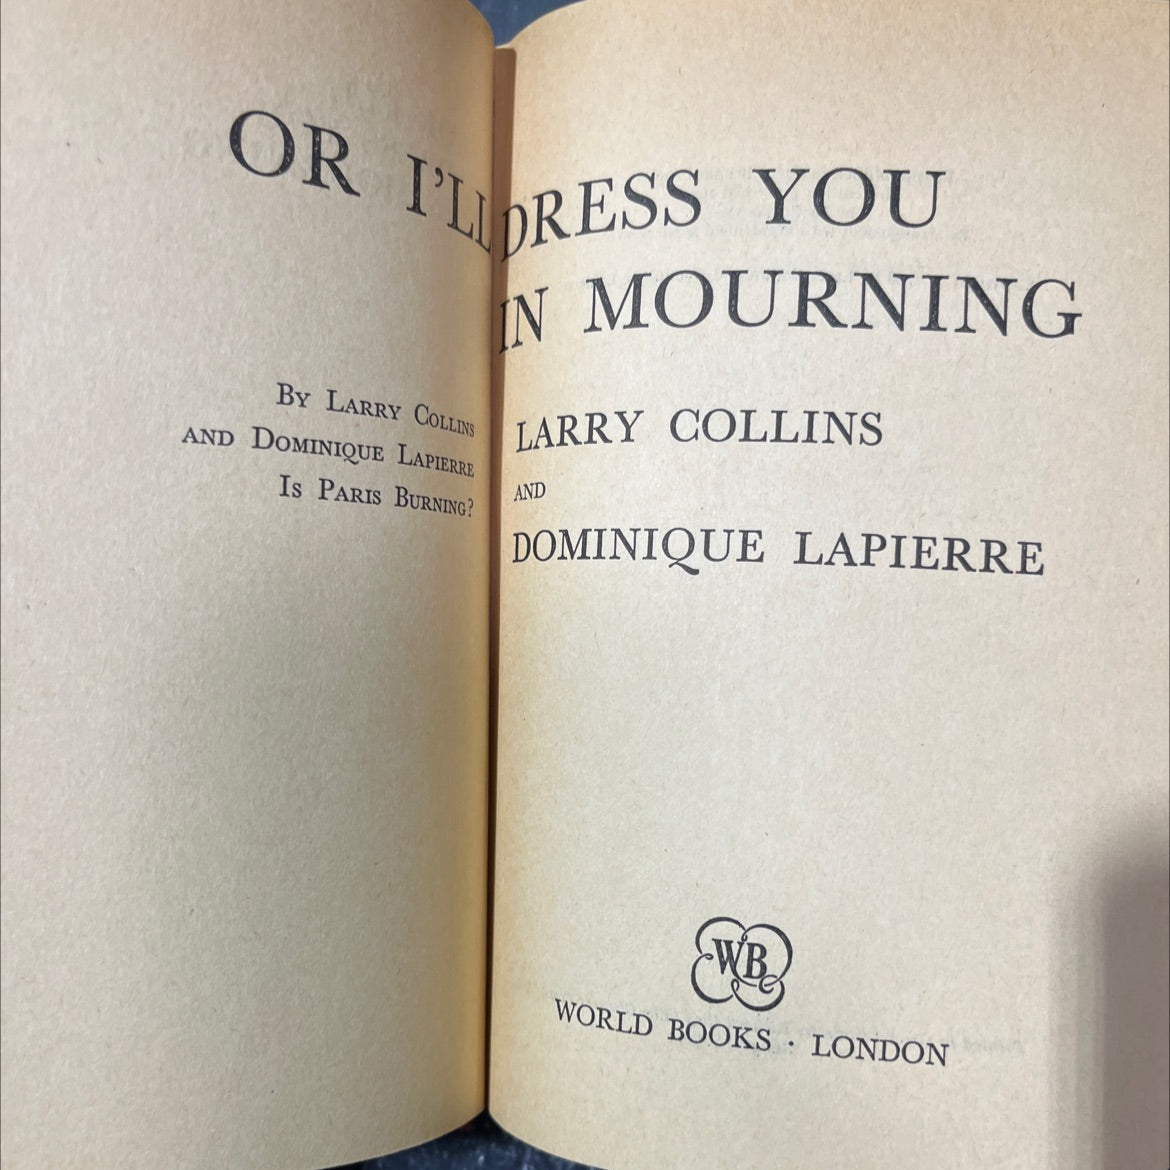 OR I'LL DRESS YOU
IN MOURNING
By Larry Collins
and Dominique Lapierre
Is Paris Burning?
LARRY COLLINS
AND
DOMINIQUE LAPIERRE
WB
WORLD BOOKS · LONDON